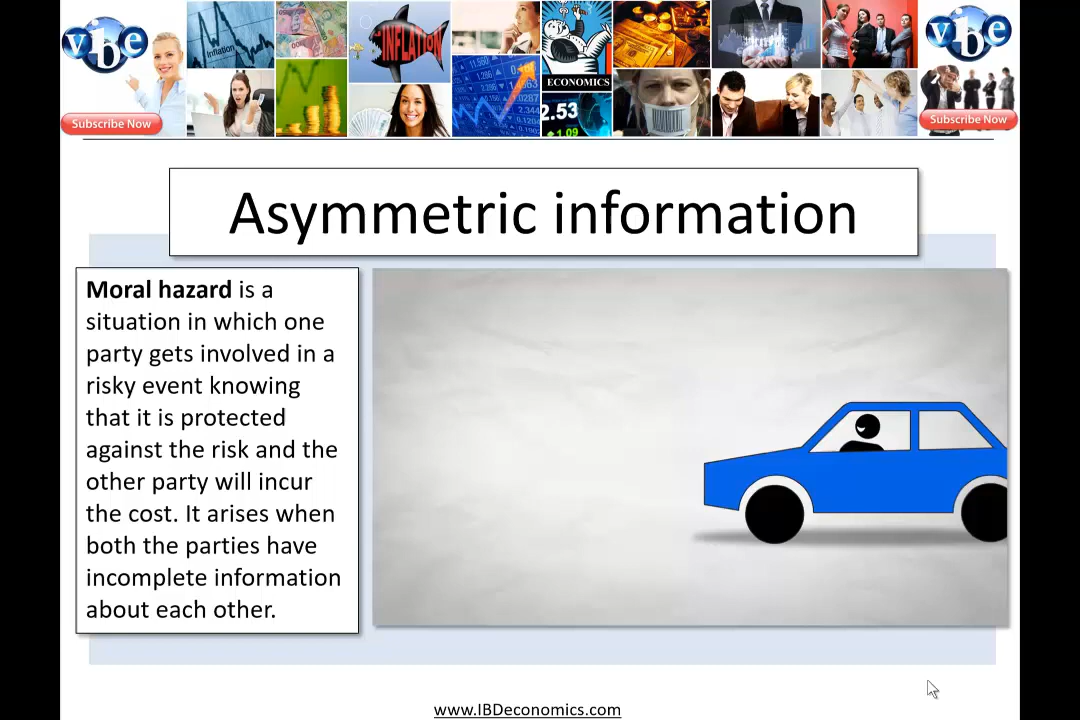 vbe
Subscribe Now
Inflation
INFLATION
ECONOMICS
2.53
1.09
vbe
Subscribe Now
Asymmetric information
Moral hazard is a
situation in which one
party gets involved in a
risky event knowing
that it is protected
against the risk and the
other party will incur
the cost. It arises when
both the parties have
incomplete information
about each other.
www.IBDeconomics.com